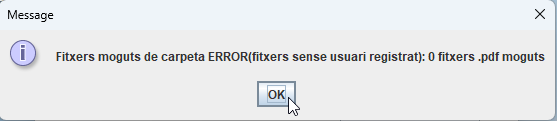 Message
Fitxers moguts de carpeta ERROR(fitxers sense usuari registrat): 0 fitxers .pdf moguts
OK